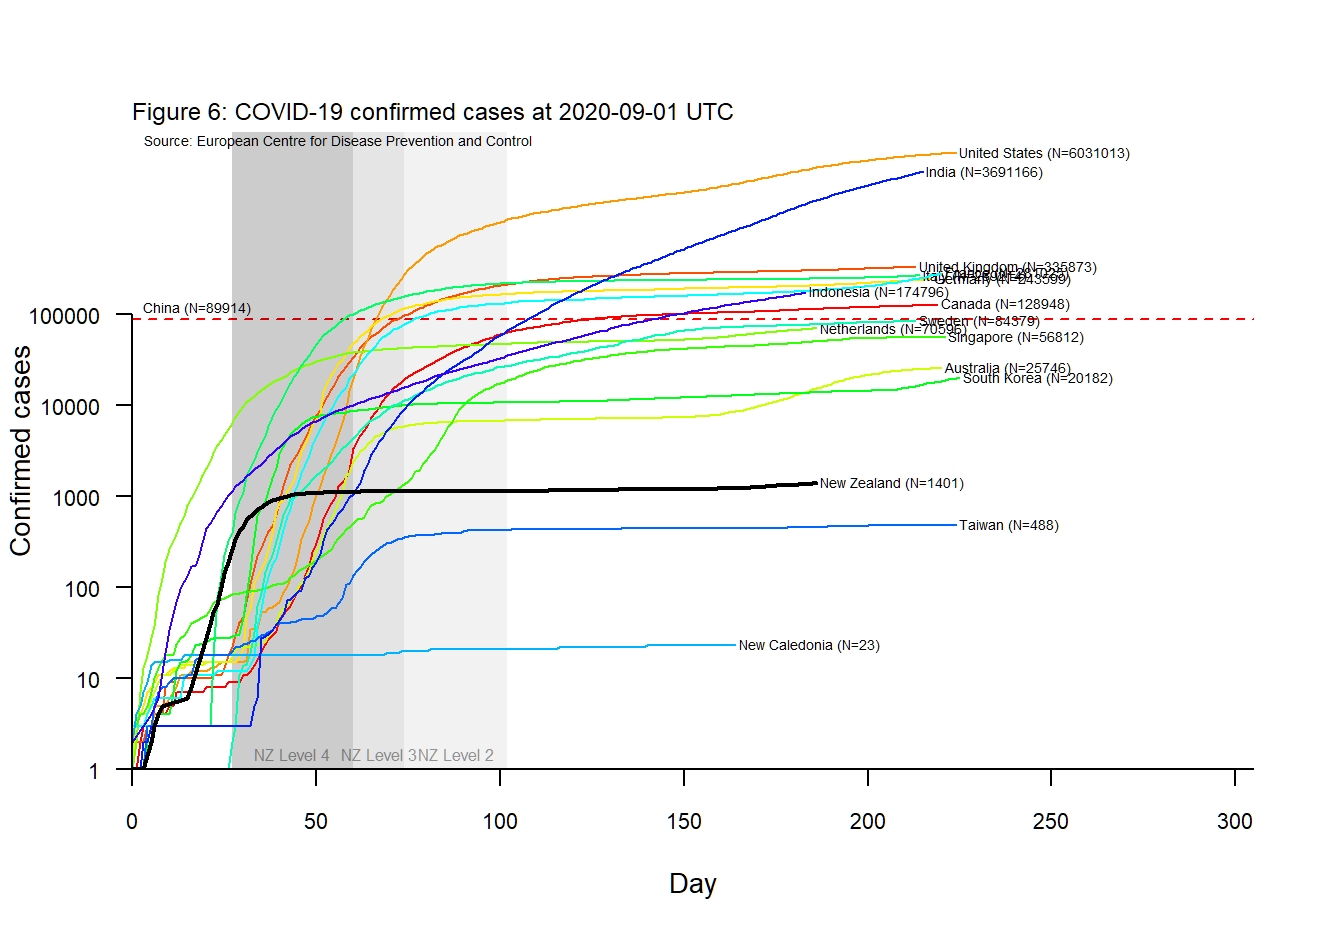 Figure 6: COVID-19 confirmed cases at 2020-09-01 UTC
Source: European Centre for Disease Prevention and Control
United States (N=6031013)
India (N=3691166)
United Kingdom (N=335873)
Germany (N=243599)
Indonesia (N=174796)
Canada (N=128948)
China (N=89914)
Sweden (N=84379)
Netherlands (N=70596)
Singapore (N=56812)
Australia (N=25746)
South Korea (N=20182)
New Zealand (N=1401)
Taiwan (N=488)
New Caledonia (N=23)
NZ Level 4
NZ Level 3
NZ Level 2
Confirmed cases
100000
10000
1000
100
10
1
0
50
100
150
200
250
300
Day